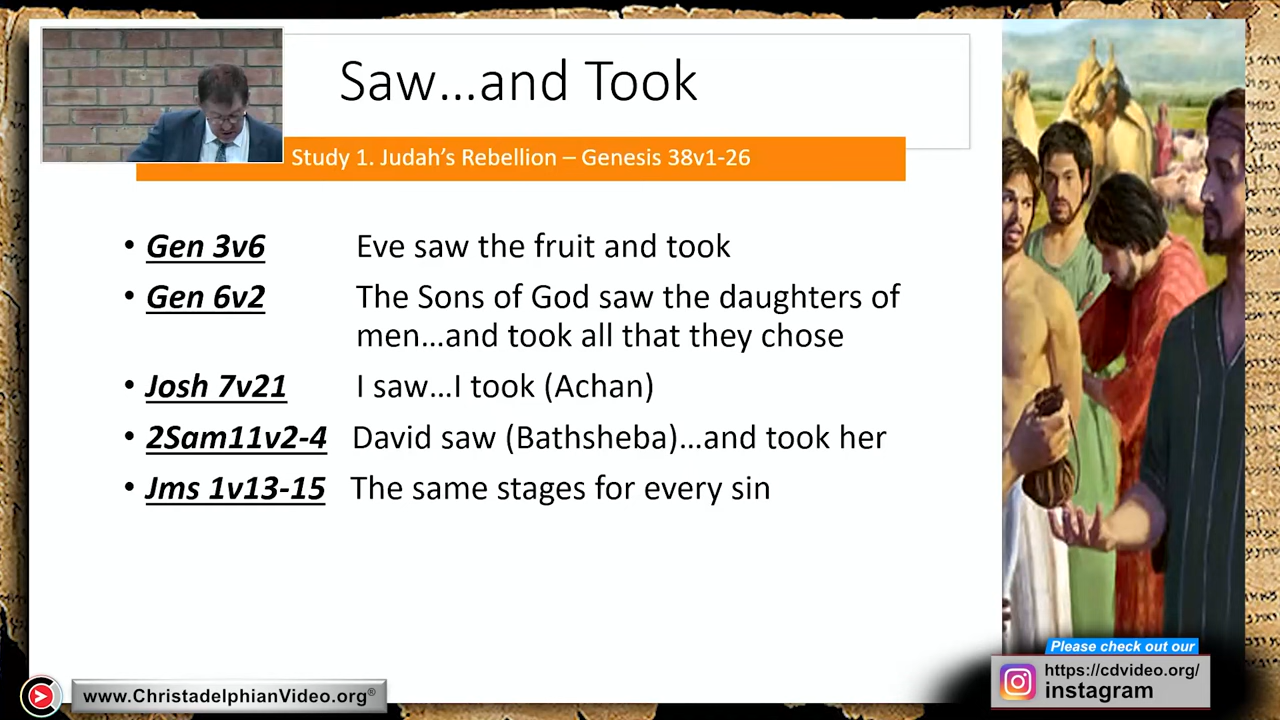 Saw...and Took
Study 1. Judah's Rebellion – Genesis 38v1-26
• Gen 3v6 Eve saw the fruit and took
• Gen 6v2 The Sons of God saw the daughters of
men...and took all that they chose
• Josh 7v21 I saw...I took (Achan)
• 2Sam11v2-4 David saw (Bathsheba)...and took her
• Jms 1v13-15 The same stages for every sin
Please check out our
https://cdvideo.org/
instagram
www.ChristadelphianVideo.org®